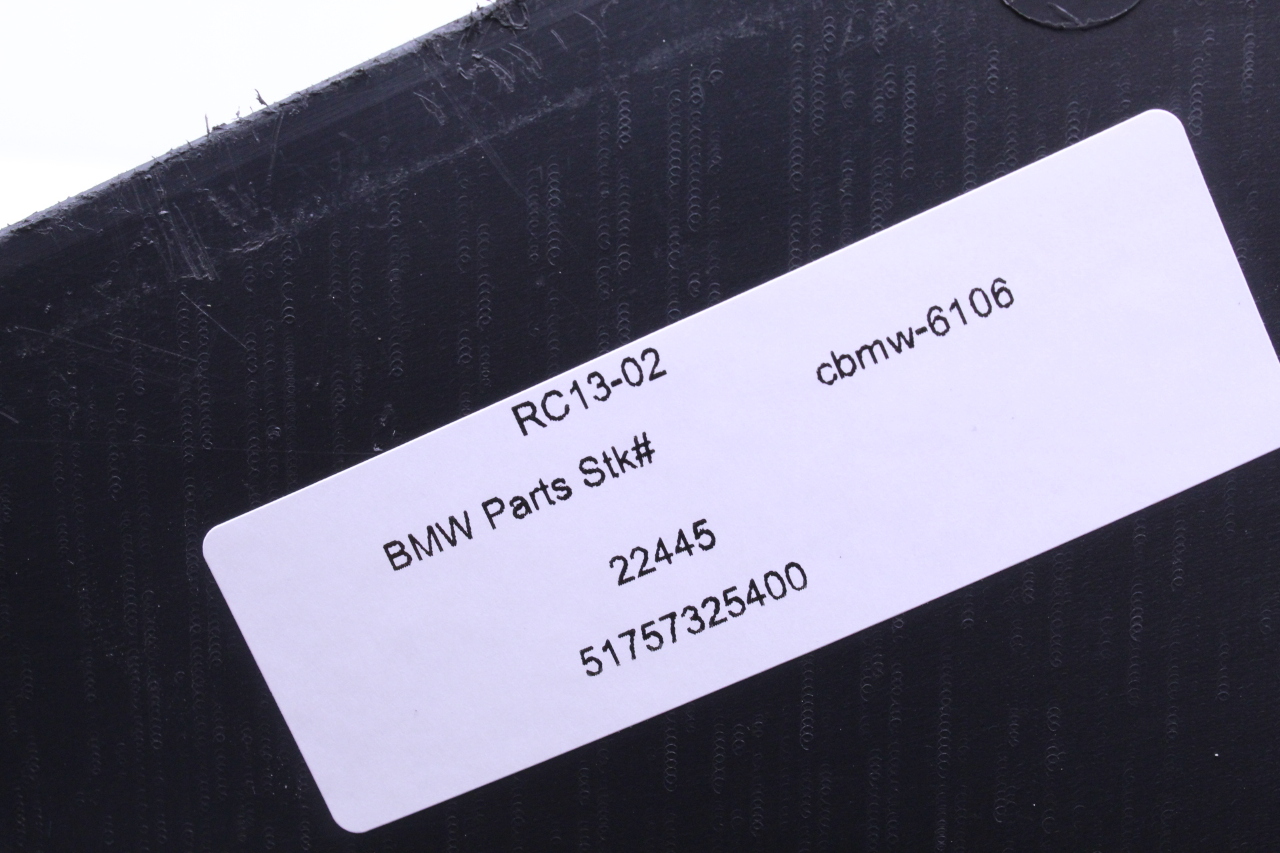 RC13-02
cbmw-6106
BMW Parts Stk#
22445
51757325400